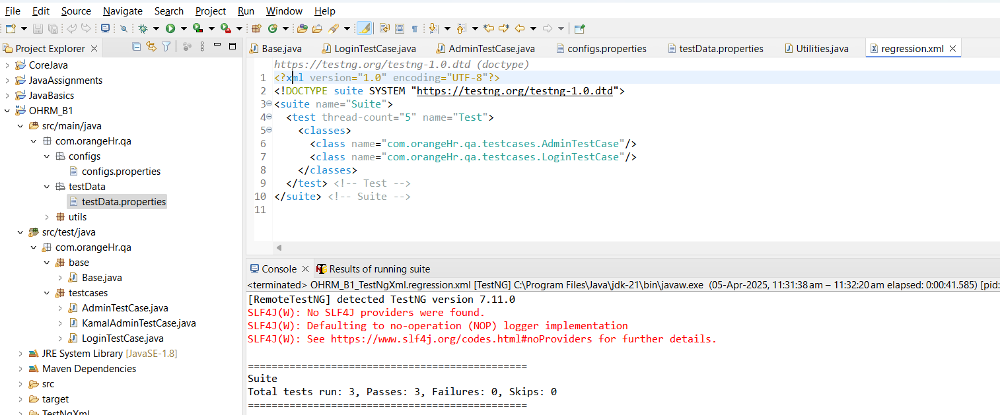 File Edit Source Navigate Search Project Run Window Help
Project Explorer
CoreJava
JavaAssignments
JavaBasics
OHRM_B1
src/main/java
com.orangeHr.qa
configs
configs.properties
testData
testData.properties
utils
src/test/java
com.orangeHr.qa
base
Base.java
testcases
AdminTestCase.java
KamalAdminTestCase.java
LoginTestCase.java
JRE System Library [JavaSE-1.8]
Maven Dependencies
src
target
TestNgXml
Base.java LoginTestCase.java AdminTestCase.java configs.properties testData.properties Utilities.java regression.xml
https://testng.org/testng-1.0.dtd (doctype)
1 <?xml version="1.0" encoding="UTF-8"?>
2 <!DOCTYPE suite SYSTEM "https://testng.org/testng-1.0.dtd">
3 <suite name="Suite">
4 <test thread-count="5" name="Test">
5 <classes>
6 <class name="com.orangeHr.qa.testcases.AdminTestCase"/>
7 <class name="com.orangeHr.qa.testcases.LoginTestCase"/>
8 </classes>
9 </test> <!-- Test -->
10 </suite> <!-- Suite -->
11
Console Results of running suite
<terminated> OHRM_B1_TestNgXml.regression.xml [TestNG] C:\Program Files\Java\jdk-21\bin\javaw.exe (05-Apr-2025, 11:31:38 am – 11:32:20 am elapsed: 0:00:41.585) [pid:
[RemoteTestNG] detected TestNG version 7.11.0
SLF4J(W): No SLF4J providers were found.
SLF4J(W): Defaulting to no-operation (NOP) logger implementation
SLF4J(W): See https://www.slf4j.org/codes.html#noProviders for further details.
===============================================
Suite
Total tests run: 3, Passes: 3, Failures: 0, Skips: 0
===============================================